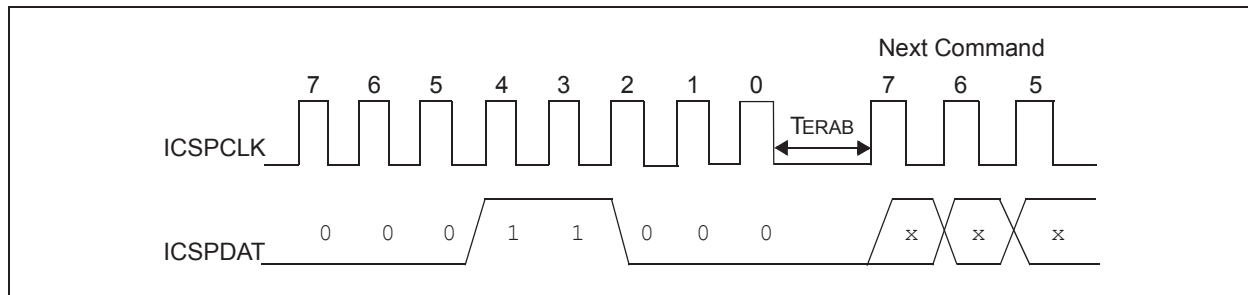 Next Command
7 6 5 4 3 2 1 0 7 6 5
TERAB
ICSPCLK
0 0 0 1 1 0 0 0 x x x
ICSPDAT